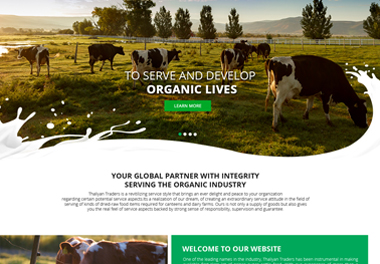 TO SERVE AND DEVELOP
ORGANIC LIVES
LEARN MORE
YOUR GLOBAL PARTNER WITH INTEGRITY
SERVING THE ORGANIC INDUSTRY
Thaliyan Traders is a revitilizing service style that brings an ever delight and peace to your organization
regarding certain potential service aspects.Its a realization of our dream, of creating an extraordinary service attitude in the field of
serving of kinds of dried-raw food items required for canteens and dairy farms. Ours is not only a supply of goods but also gives
you the real feel of service aspects backed by strong sense of responsibility, supervision and guarantee
WELCOME TO OUR WEBSITE
One of the leading names in the industry, Thaliyan Traders has been instrumental in making